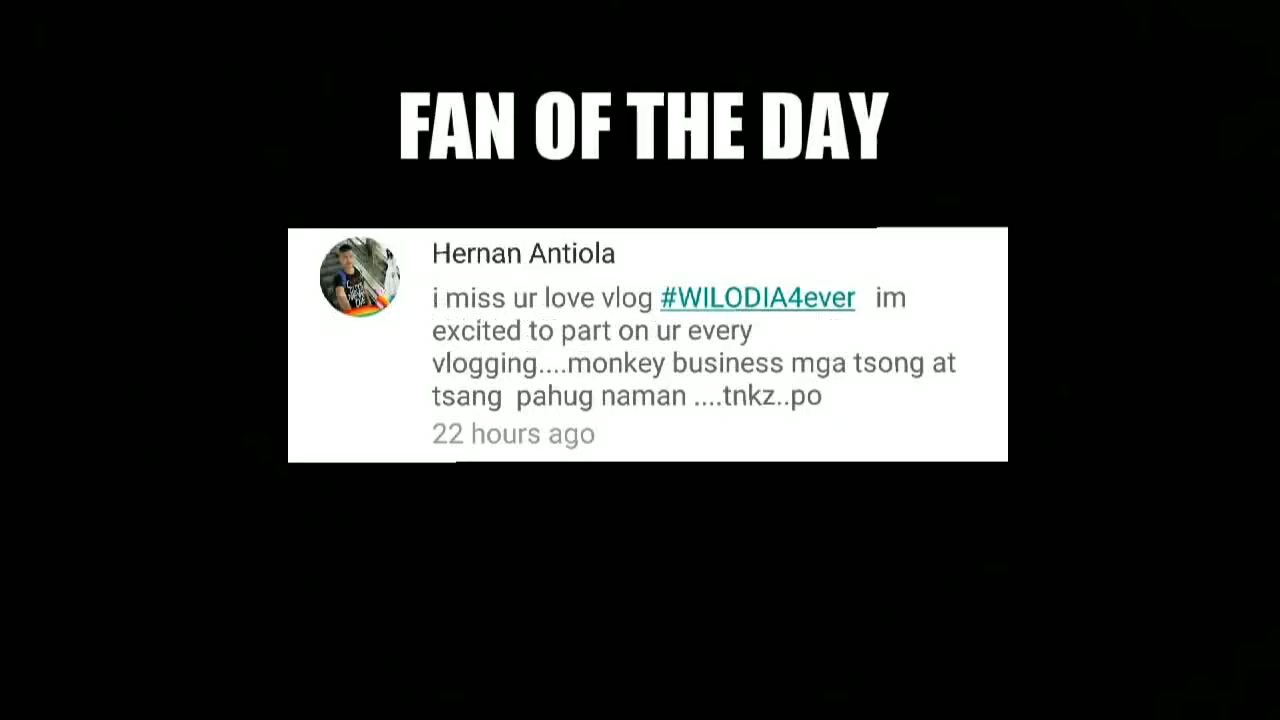 FAN OF THE DAY
Hernan Antiola
i miss ur love vlog #WILODIA4ever im
excited to part on ur every
vlogging....monkey business mga tsong at
tsang pahug naman ....tnkz..po
22 hours ago